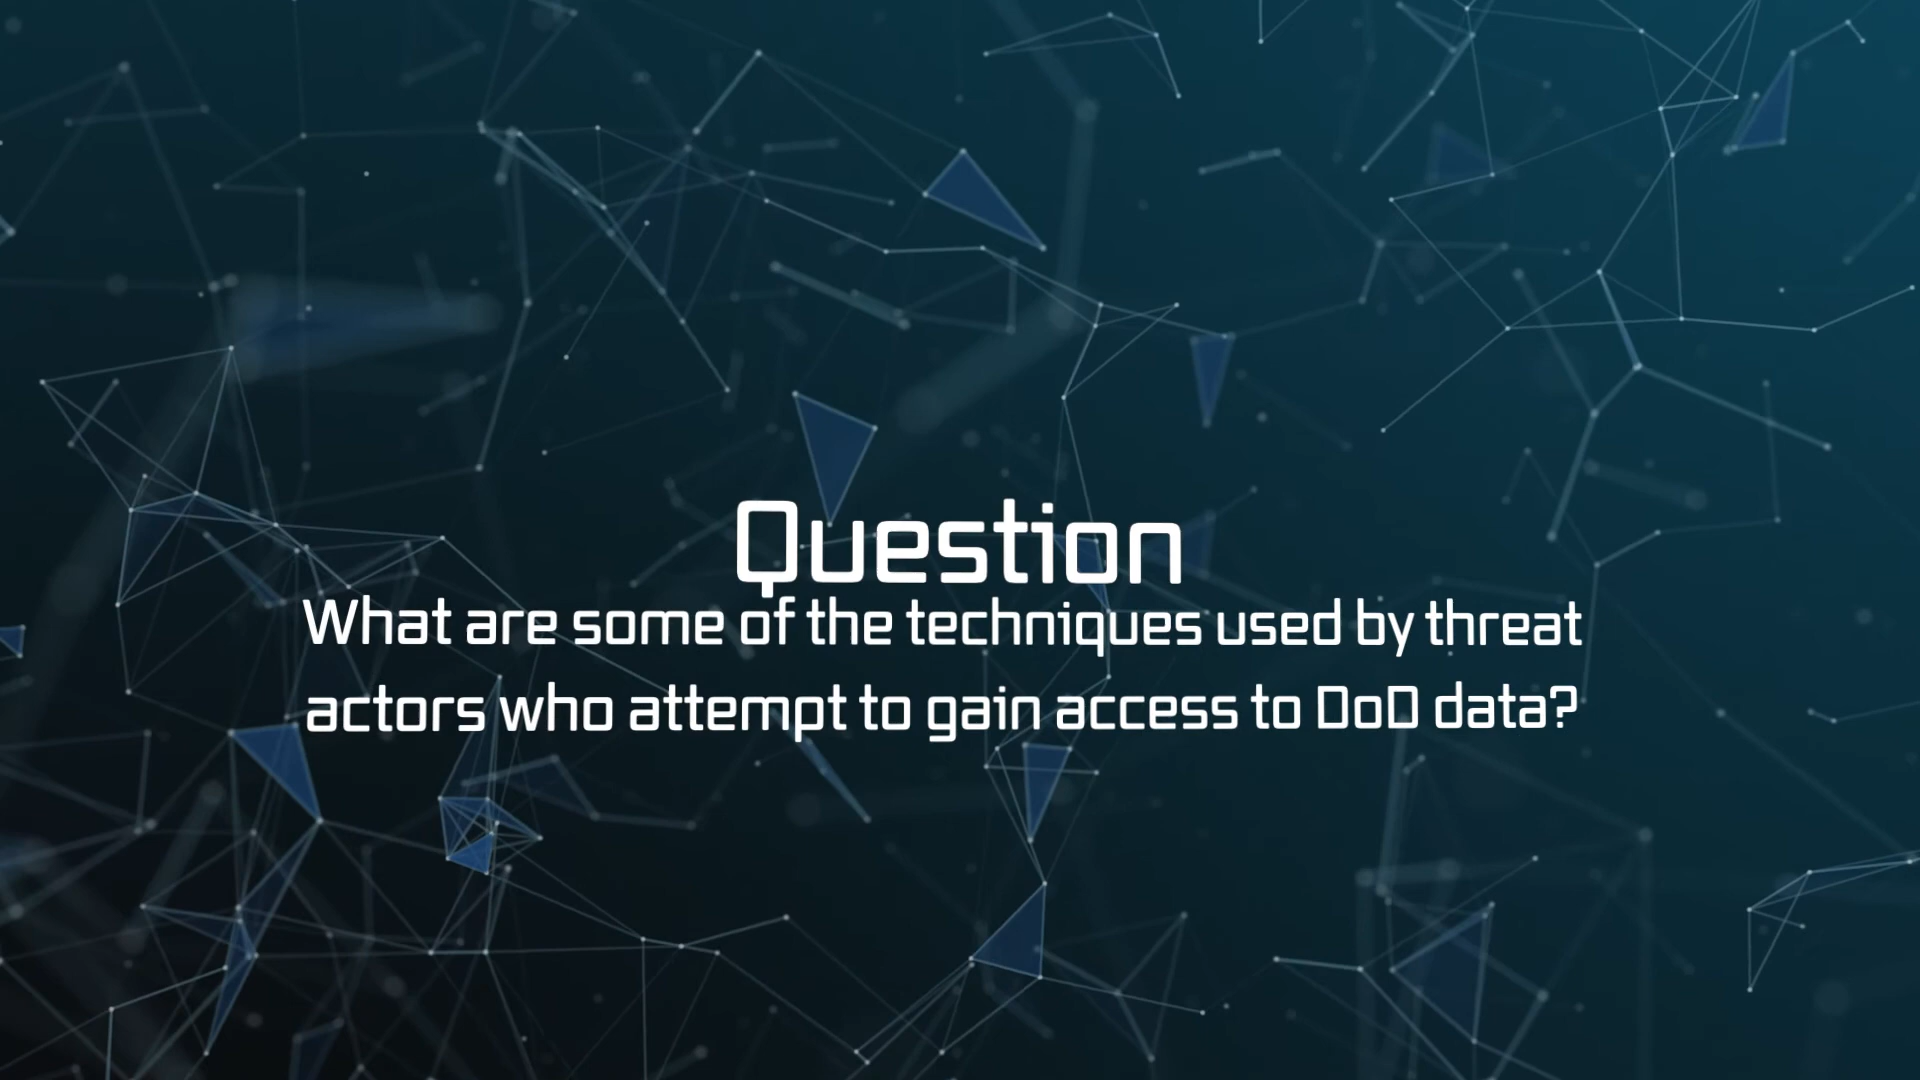 Question
What are some of the techniques used by threat
actors who attempt to gain access to DoD data?